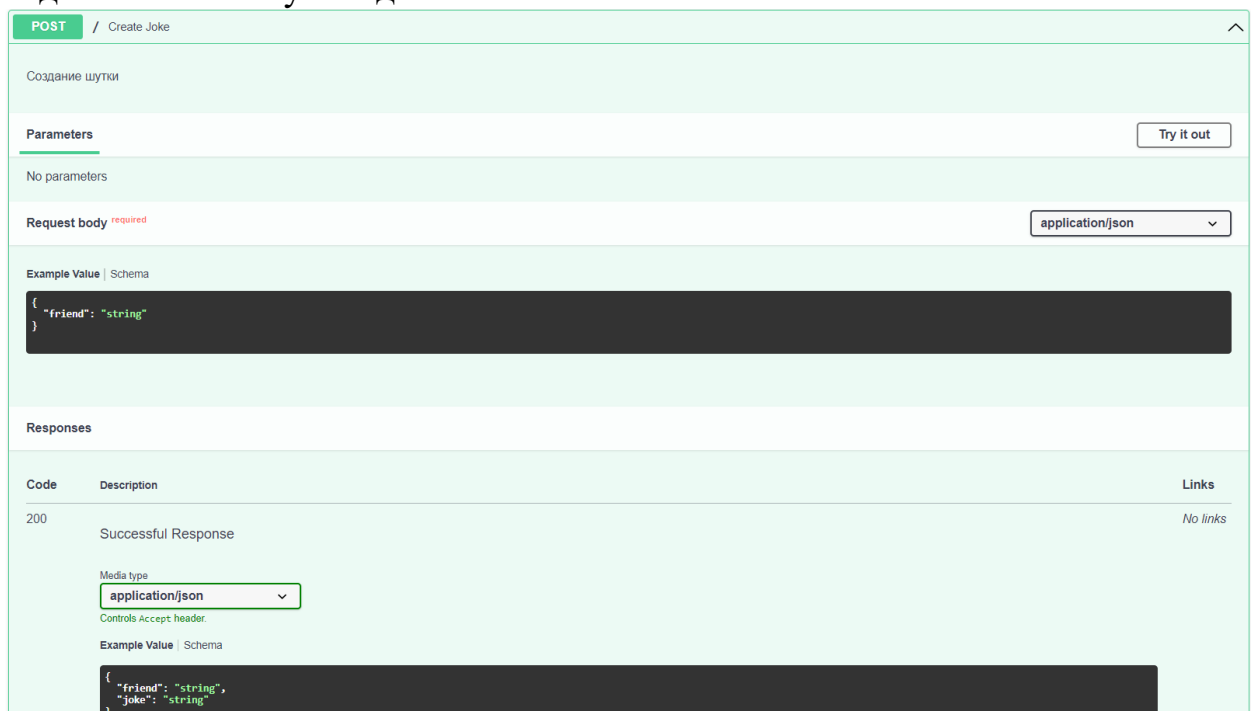 POST / Create Joke
Создание шутки
Parameters
Try it out
No parameters
Request body required
application/json
Example Value | Schema
{
"friend": "string"
}
Responses
Code Description Links
200 Successful Response No links
Media type
application/json
Controls Accept header.
Example Value | Schema
{
"friend": "string",
"joke": "string"
}